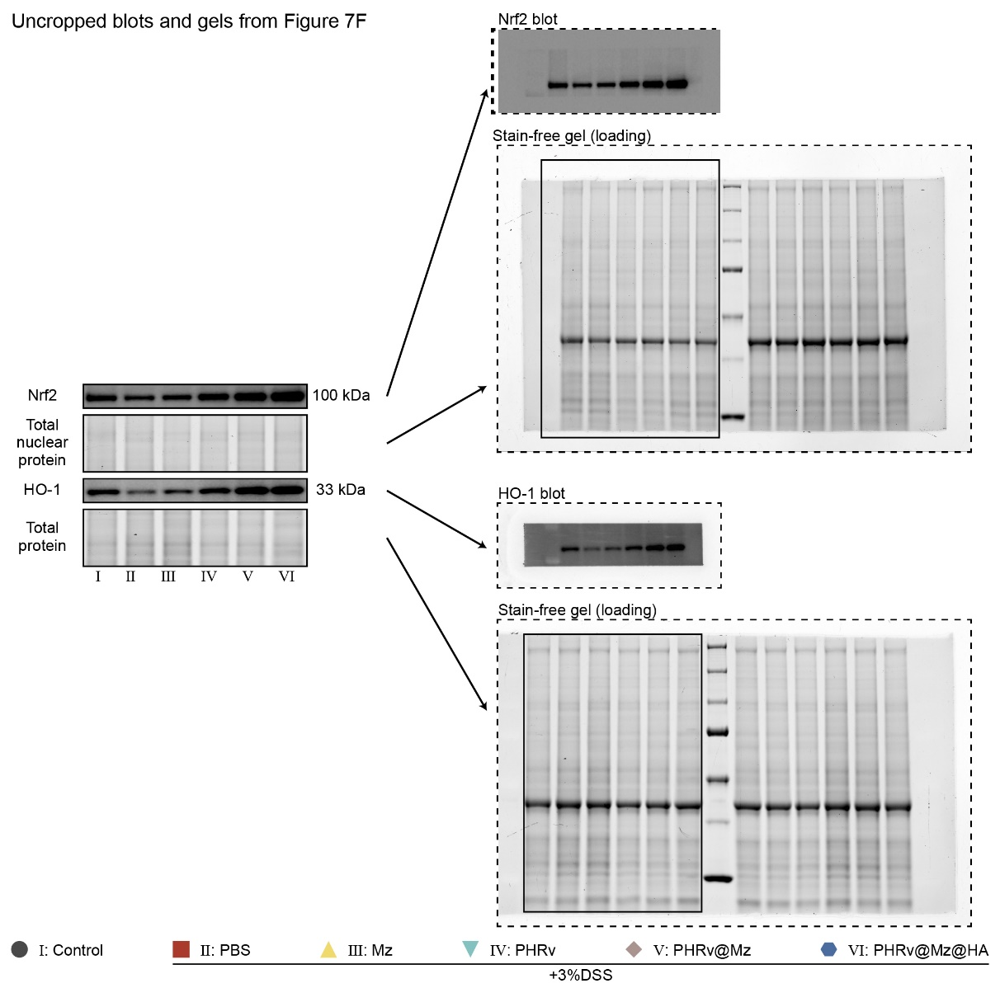 Uncropped blots and gels from Figure 7F
Nrf2 blot
Stain-free gel (loading)
Nrf2
100 kDa
Total
nuclear
protein
HO-1
33 kDa
Total
protein
I II III IV V VI
HO-1 blot
Stain-free gel (loading)
I: Control
II: PBS
III: Mz
IV: PHRv
V: PHRv@Mz
VI: PHRv@Mz@HA
+3%DSS